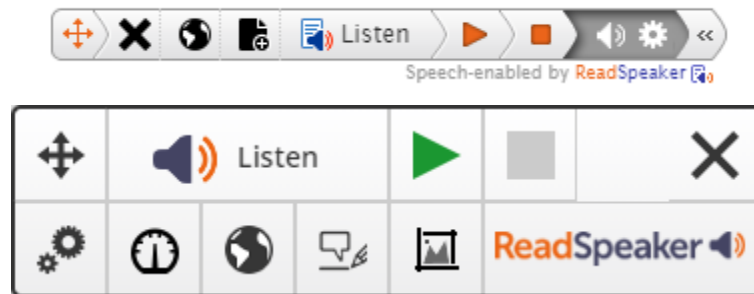 Listen
Speech-enabled by ReadSpeaker
Listen
ReadSpeaker